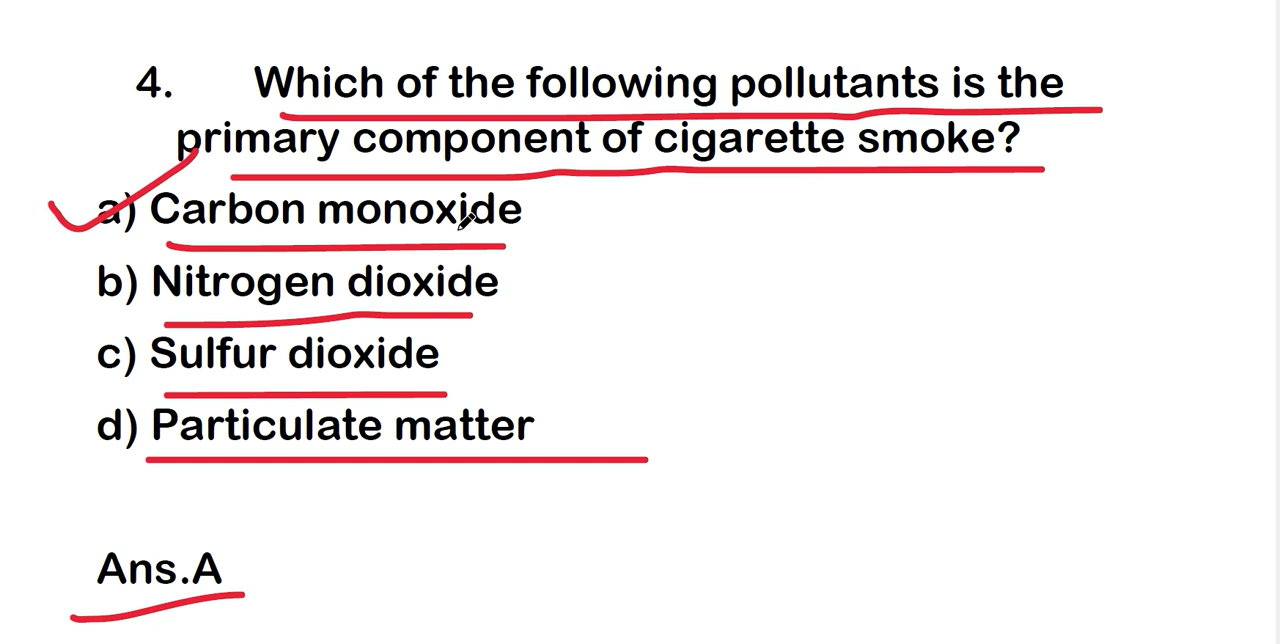 4. Which of the following pollutants is the
primary component of cigarette smoke?
a) Carbon monoxide
b) Nitrogen dioxide
c) Sulfur dioxide
d) Particulate matter
Ans.A